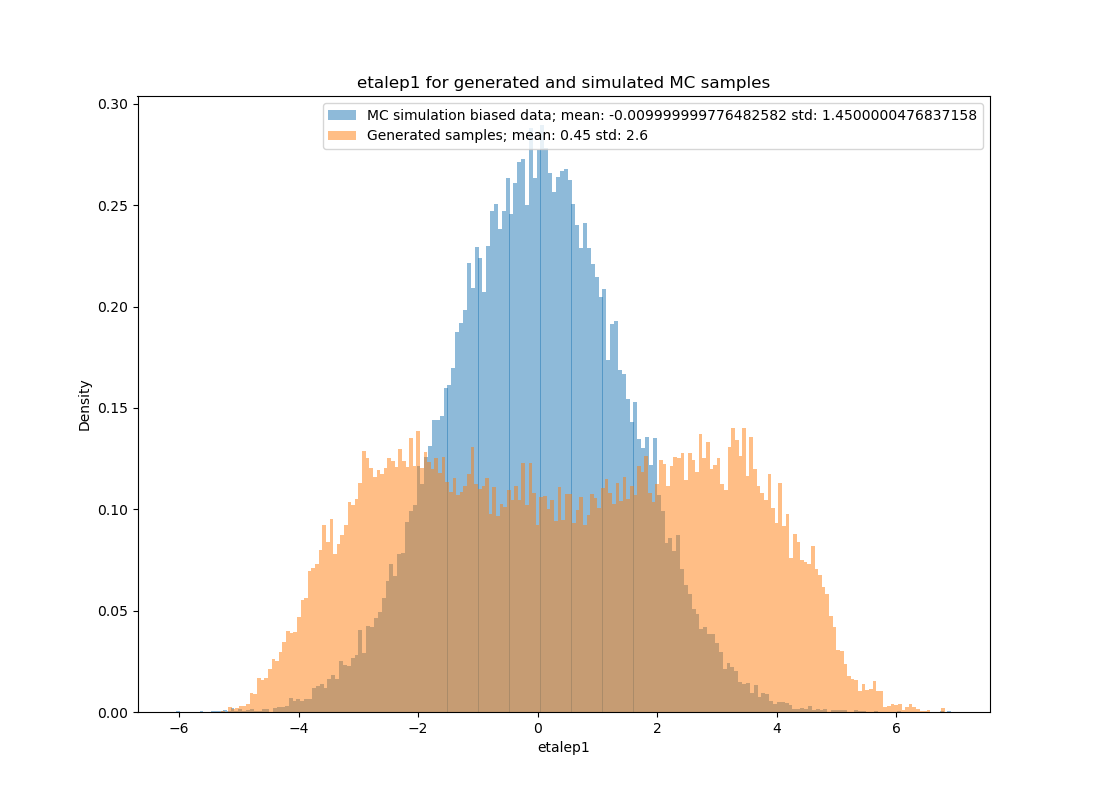 etalep1 for generated and simulated MC samples
MC simulation biased data; mean: -0.009999999776482582 std: 1.4500000476837158
Generated samples; mean: 0.45 std: 2.6
0.30
0.25
0.20
0.15
0.10
0.05
0.00
Density
−6 −4 −2 0 2 4 6
etalep1